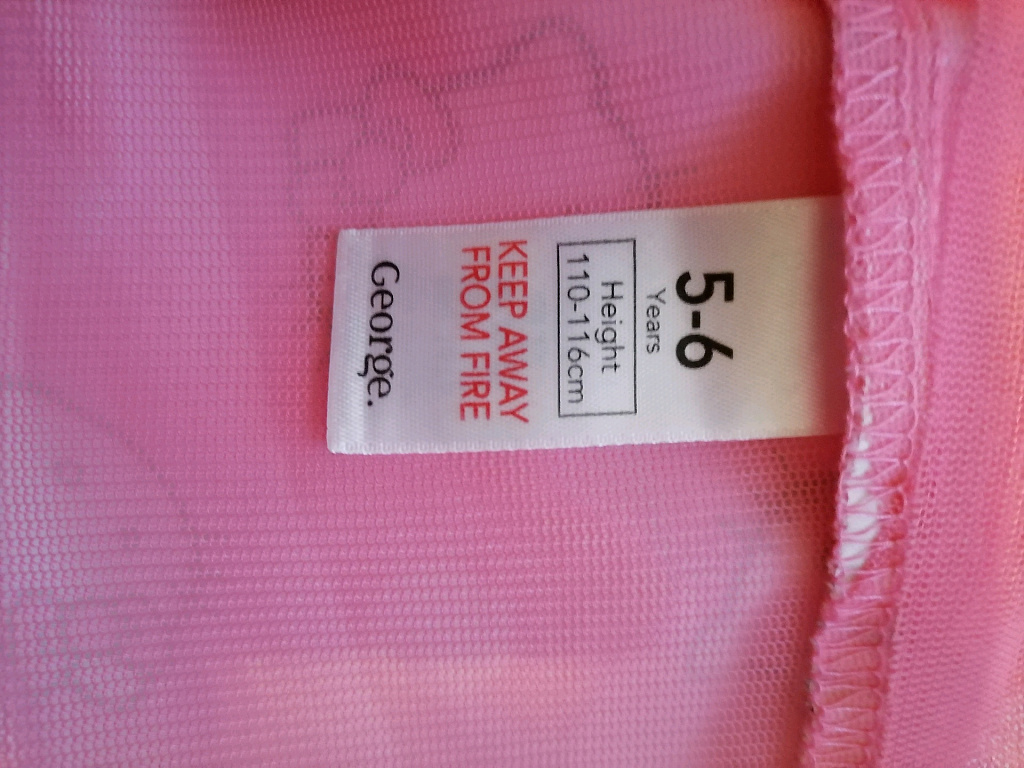 5-6
Years
Height
110-116cm
KEEP AWAY
FROM FIRE
George.